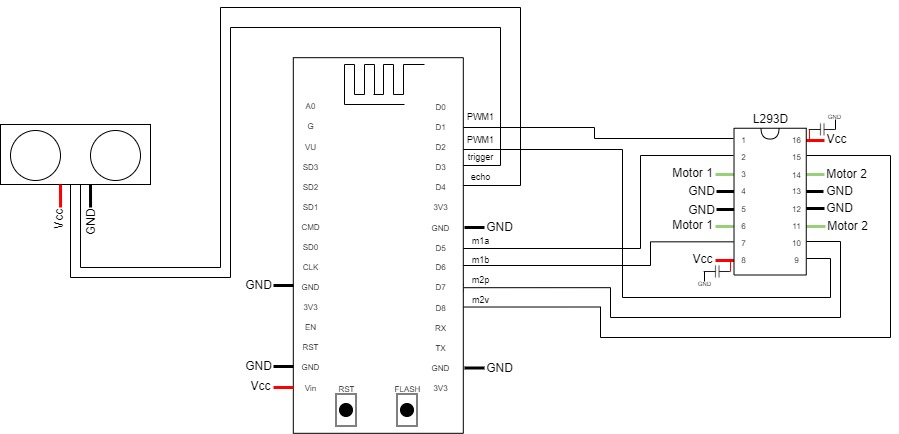 Vcc
GND
A0
G
VU
SD3
SD2
SD1
CMD
SD0
CLK
GND
GND
3V3
EN
RST
GND
GND
Vcc
Vin
RST
FLASH
D0
D1
D2
D3
D4
3V3
GND
GND
D5
D6
D7
D8
RX
TX
GND
GND
3V3
PWM1
PWM1
trigger
echo
m1a
m1b
m2p
m2v
L293D
GND
1
16
Vcc
2
15
Motor 1
3
14
Motor 2
GND
4
13
GND
GND
5
12
GND
Motor 1
6
11
Motor 2
7
10
Vcc
8
9
GND